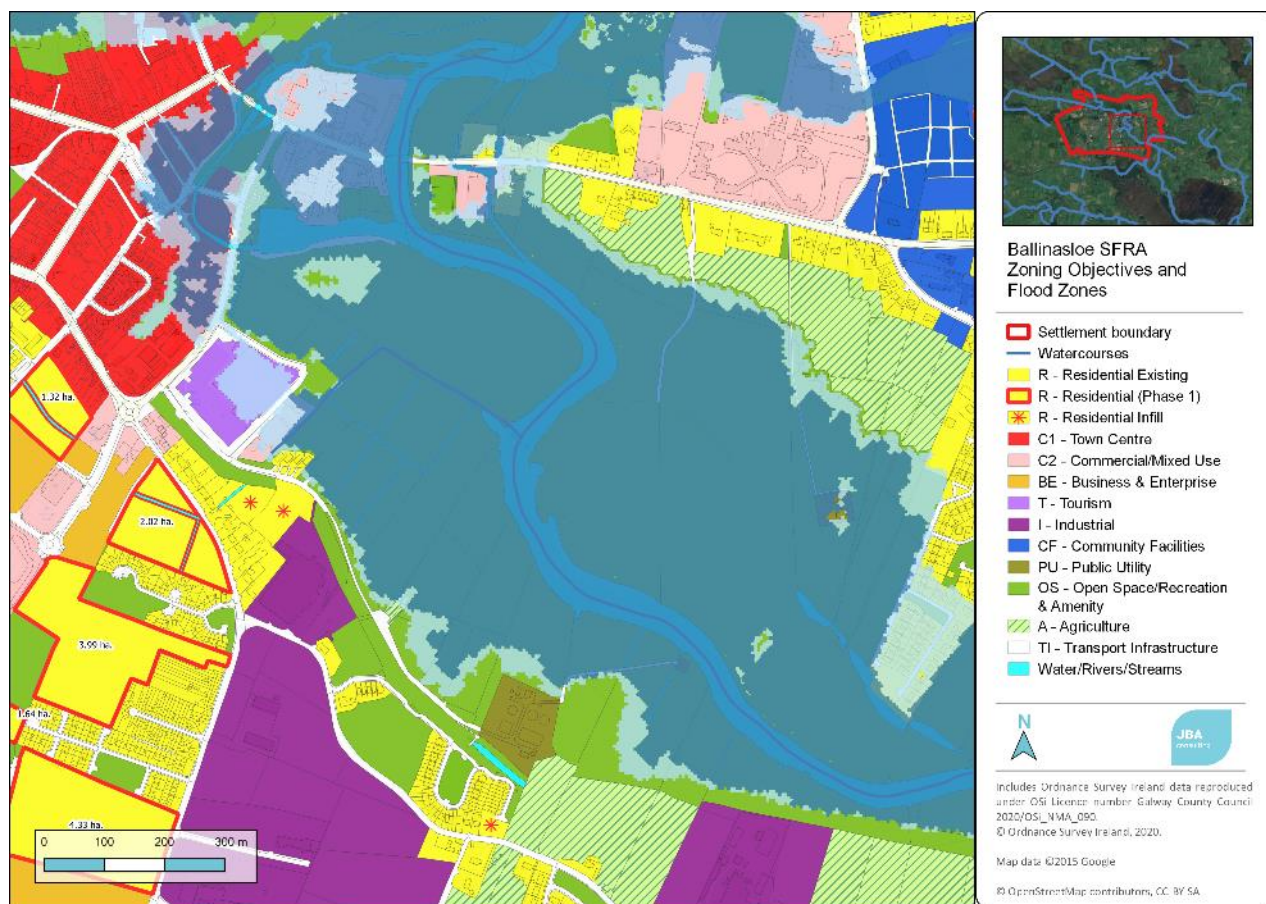 1.32 ha.
2.02 ha.
3.99 ha.
1.64 ha.
4.33 ha.
0 100 200 300 m
Ballinasloe SFRA
Zoning Objectives and
Flood Zones
Settlement boundary
Watercourses
R - Residential Existing
R - Residential (Phase 1)
R - Residential Infill
C1 - Town Centre
C2 - Commercial/Mixed Use
BE - Business & Enterprise
T - Tourism
I - Industrial
CF - Community Facilities
PU - Public Utility
OS - Open Space/Recreation
& Amenity
A - Agriculture
TI - Transport Infrastructure
Water/Rivers/Streams
N
JBA
consulting
Includes Ordnance Survey Ireland data reproduced
under OSi Licence number Galway County Council
2020/OSi_NMA_090.
© Ordnance Survey Ireland, 2020.
Map data ©2015 Google
© OpenStreetMap contributors, CC BY SA